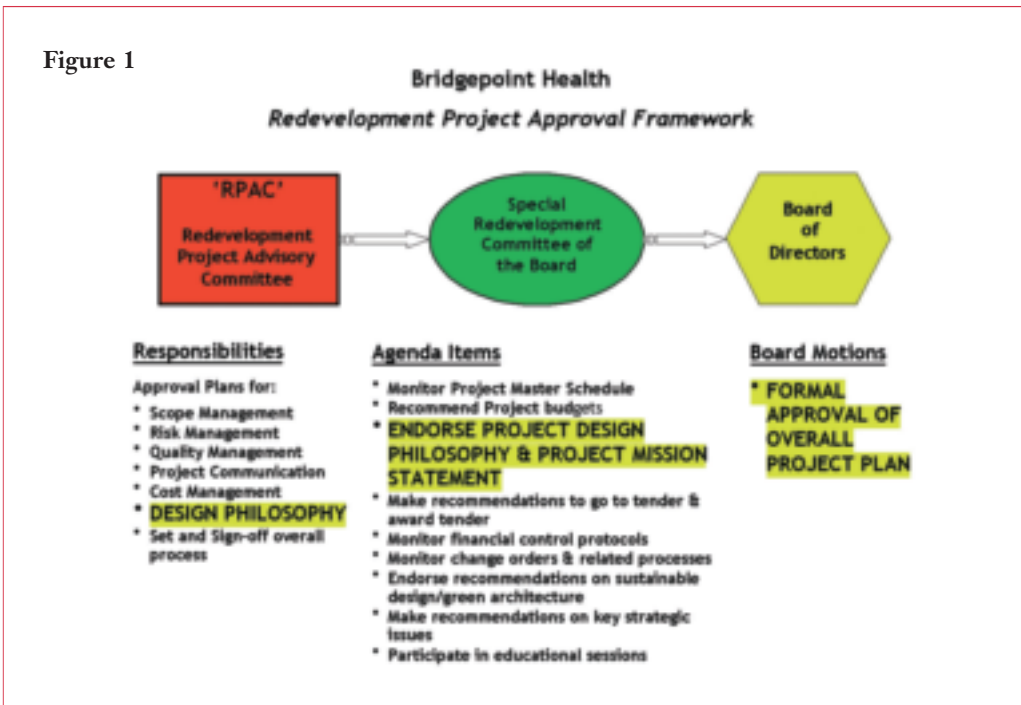 Figure 1
Bridgepoint Health
Redevelopment Project Approval Framework
'RPAC'
Redevelopment
Project Advisory
Committee
Special
Redevelopment
Committee of
the Board
Board
of
Directors
Responsibilities
Approval Plans for:
* Scope Management
* Risk Management
* Quality Management
* Project Communication
* Cost Management
* DESIGN PHILOSOPHY
* Set and Sign-off overall
process
Agenda Items
* Monitor Project Master Schedule
* Recommend Project budgets
* ENDORSE PROJECT DESIGN
PHILOSOPHY & PROJECT MISSION
STATEMENT
* Make recommendations to go to tender &
award tender
* Monitor financial control protocols
* Monitor change orders & related processes
* Endorse recommendations on sustainable
design/green architecture
* Make recommendations on key strategic
issues
* Participate in educational sessions
Board Motions
* FORMAL
APPROVAL OF
OVERALL
PROJECT PLAN